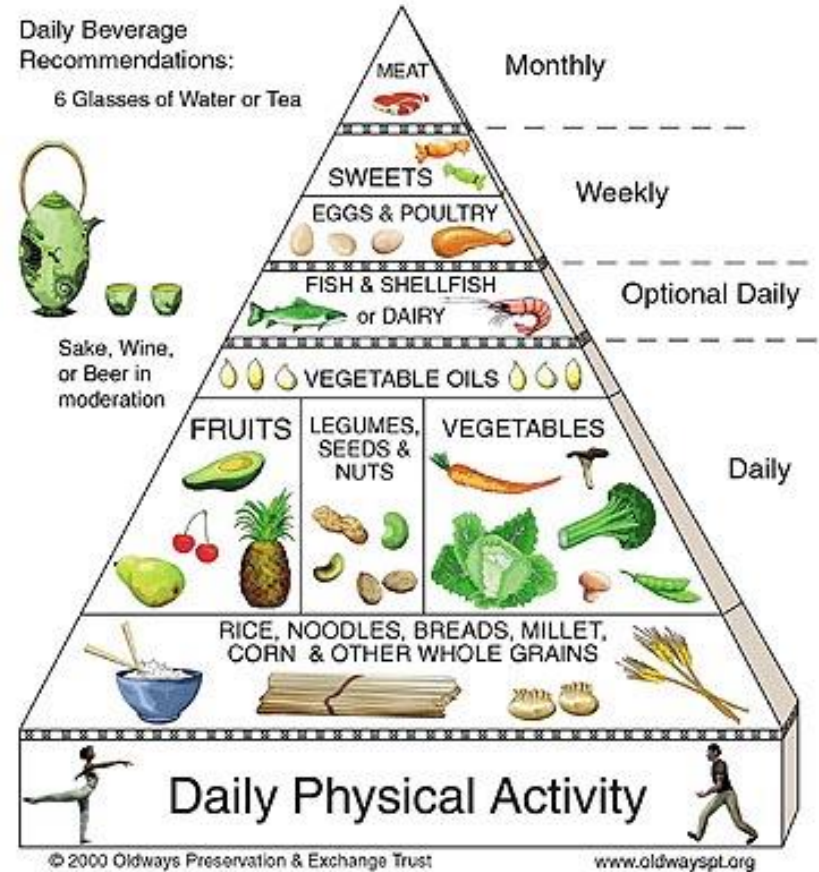 Daily Beverage
Recommendations:
6 Glasses of Water or Tea
Sake, Wine,
or Beer in
moderation
MEAT
Monthly
SWEETS
EGGS & POULTRY
Weekly
FISH & SHELLFISH
or DAIRY
Optional Daily
VEGETABLE OILS
FRUITS
LEGUMES,
SEEDS &
NUTS
VEGETABLES
Daily
RICE, NOODLES, BREADS, MILLET,
CORN & OTHER WHOLE GRAINS
Daily Physical Activity
© 2000 Oldways Preservation & Exchange Trust
www.oldwayspt.org